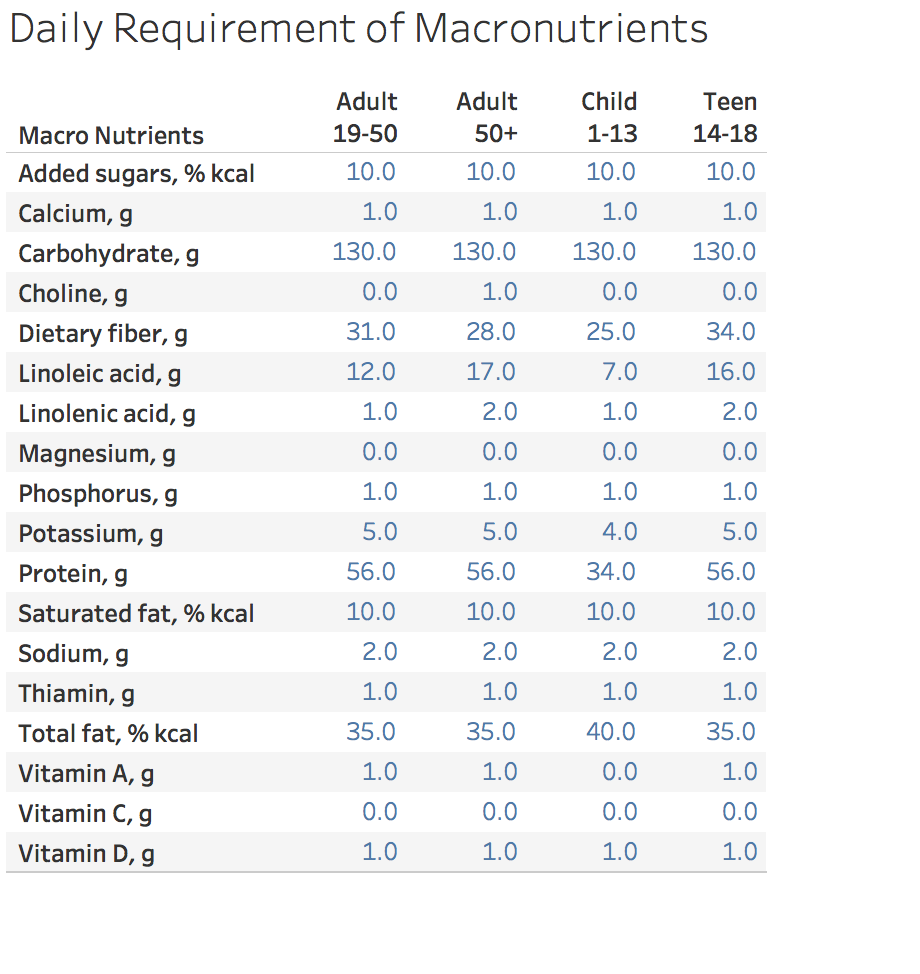 Daily Requirement of Macronutrients
Adult Adult Child Teen
Macro Nutrients 19-50 50+ 1-13 14-18
Added sugars, % kcal 10.0 10.0 10.0 10.0
Calcium, g 1.0 1.0 1.0 1.0
Carbohydrate, g 130.0 130.0 130.0 130.0
Choline, g 0.0 1.0 0.0 0.0
Dietary fiber, g 31.0 28.0 25.0 34.0
Linoleic acid, g 12.0 17.0 7.0 16.0
Linolenic acid, g 1.0 2.0 1.0 2.0
Magnesium, g 0.0 0.0 0.0 0.0
Phosphorus, g 1.0 1.0 1.0 1.0
Potassium, g 5.0 5.0 4.0 5.0
Protein, g 56.0 56.0 34.0 56.0
Saturated fat, % kcal 10.0 10.0 10.0 10.0
Sodium, g 2.0 2.0 2.0 2.0
Thiamin, g 1.0 1.0 1.0 1.0
Total fat, % kcal 35.0 35.0 40.0 35.0
Vitamin A, g 1.0 1.0 0.0 1.0
Vitamin C, g 0.0 0.0 0.0 0.0
Vitamin D, g 1.0 1.0 1.0 1.0